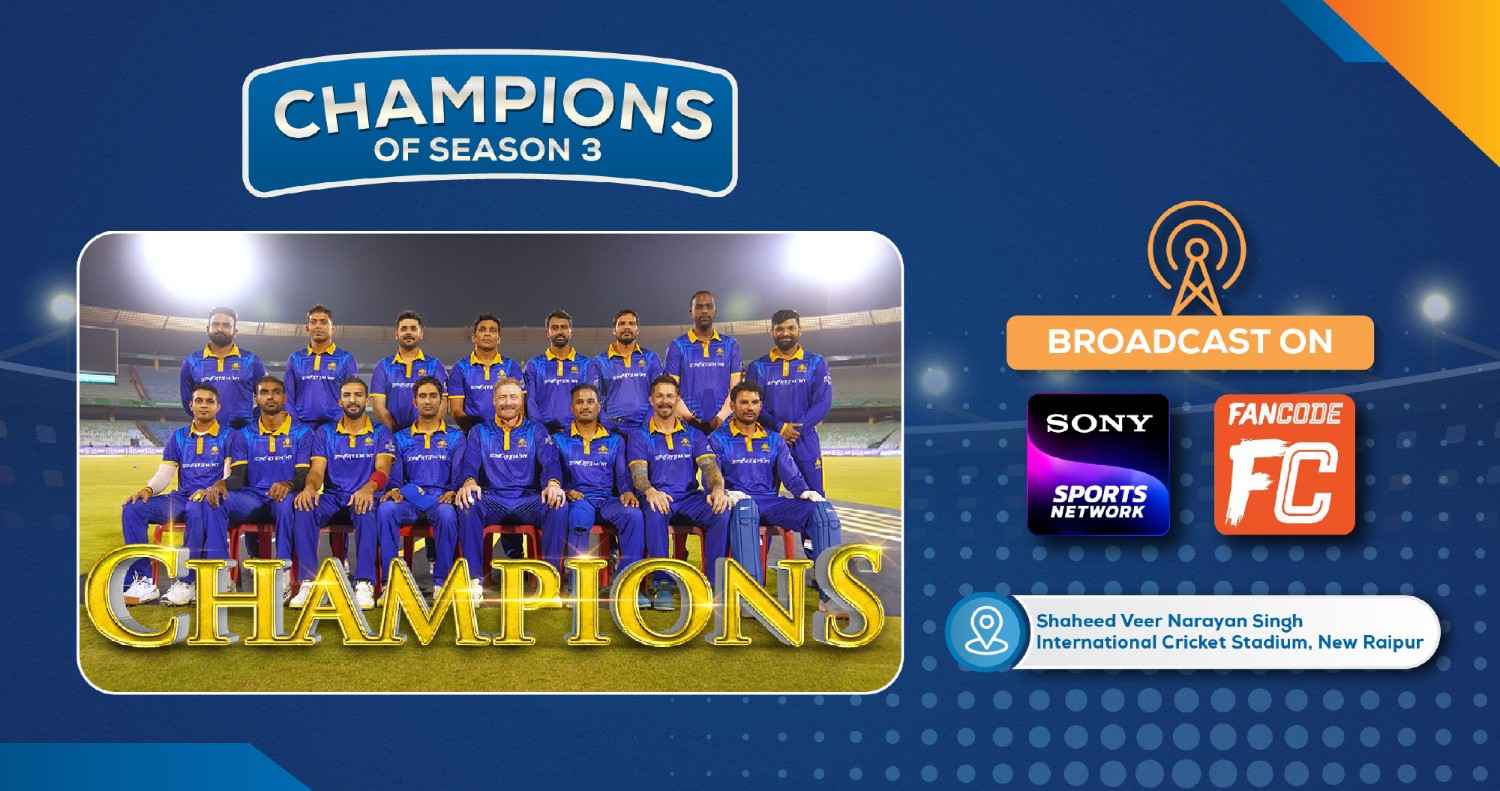 CHAMPIONS
OF SEASON 3
CHAMPIONS
BROADCAST ON
SONY
SPORTS
NETWORK
FANCODE
FC
Shaheed Veer Narayan Singh
International Cricket Stadium, New Raipur